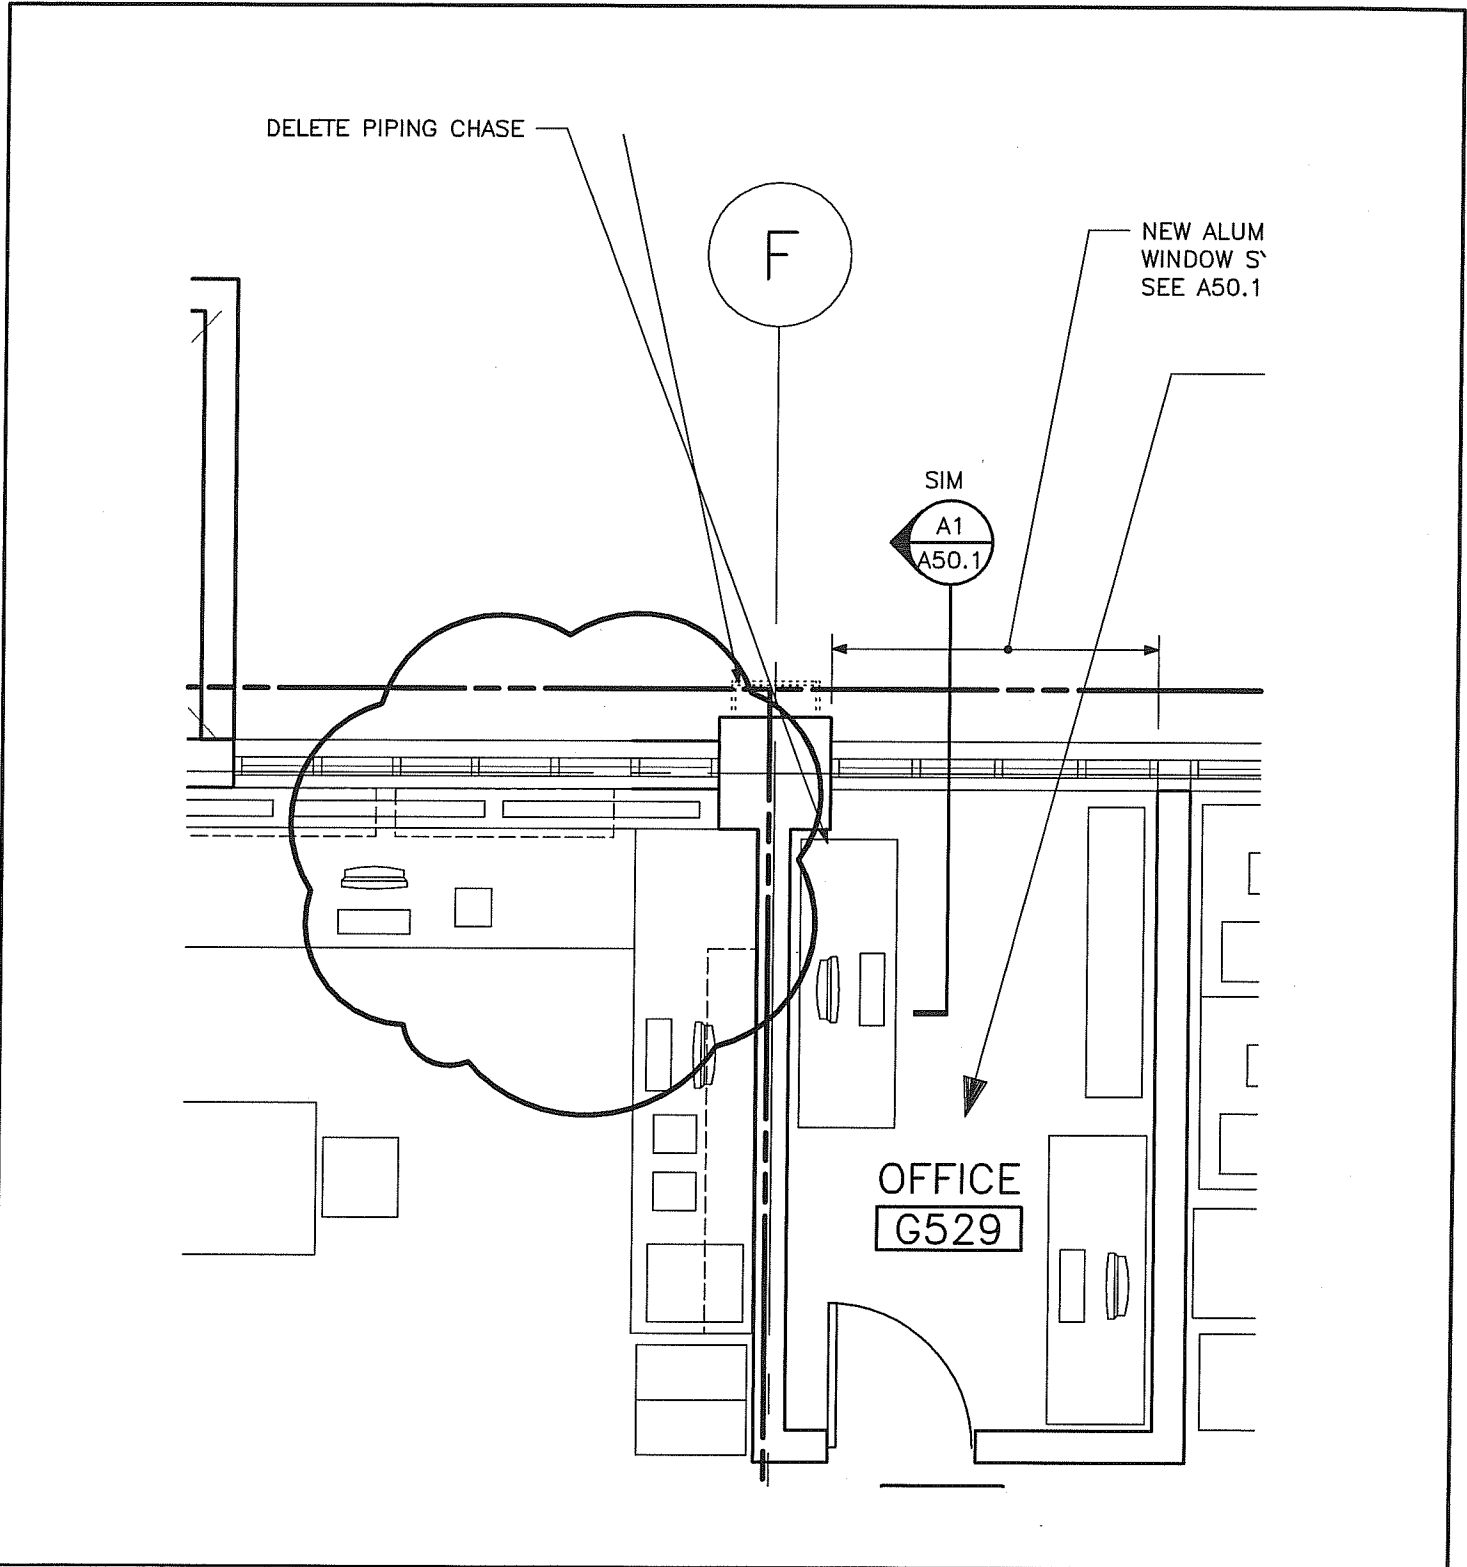 DELETE PIPING CHASE
F
NEW ALUM
WINDOW S
SEE A50.1
SIM
A1
A50.1
OFFICE
G529